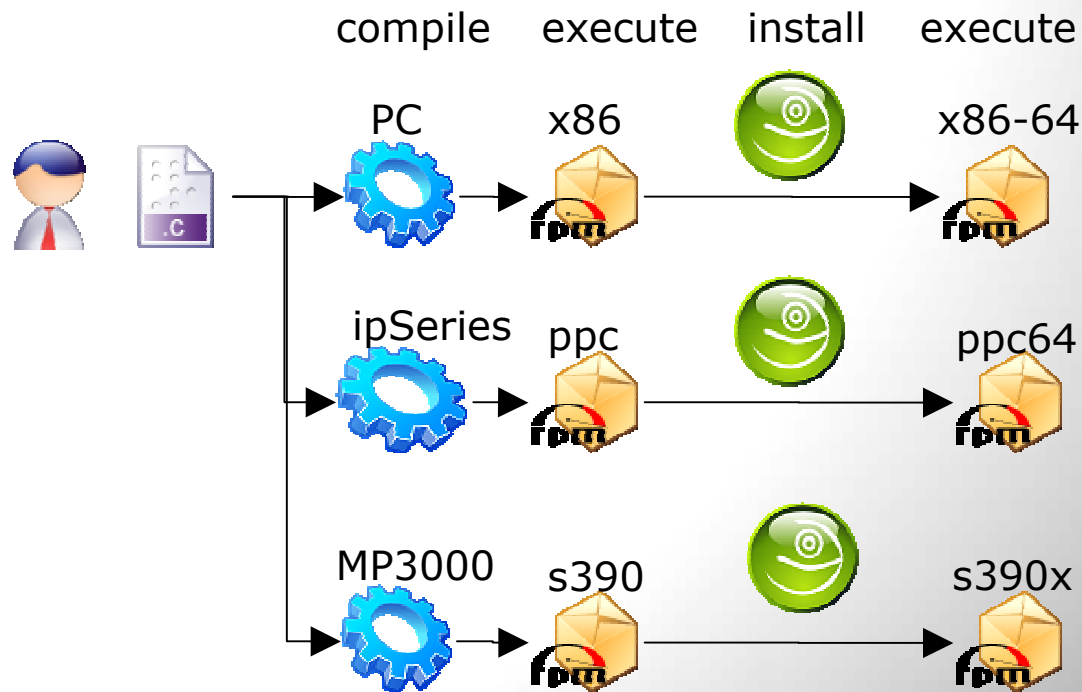 compile execute install execute
PC x86 x86-64
.C
rpm rpm
ipSeries ppc ppc64
rpm rpm
MP3000 s390 s390x
rpm rpm